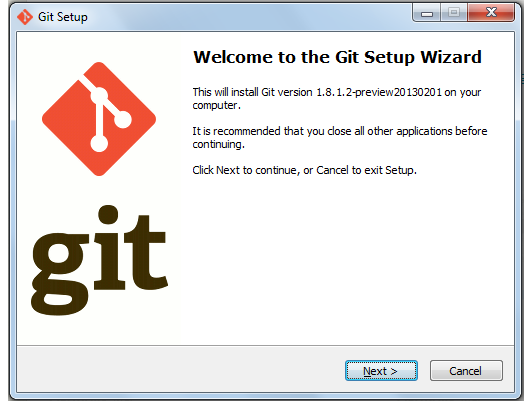 Git Setup
Welcome to the Git Setup Wizard
This will install Git version 1.8.1.2-preview20130201 on your
computer.
It is recommended that you close all other applications before
continuing.
Click Next to continue, or Cancel to exit Setup.
git
Next >
Cancel